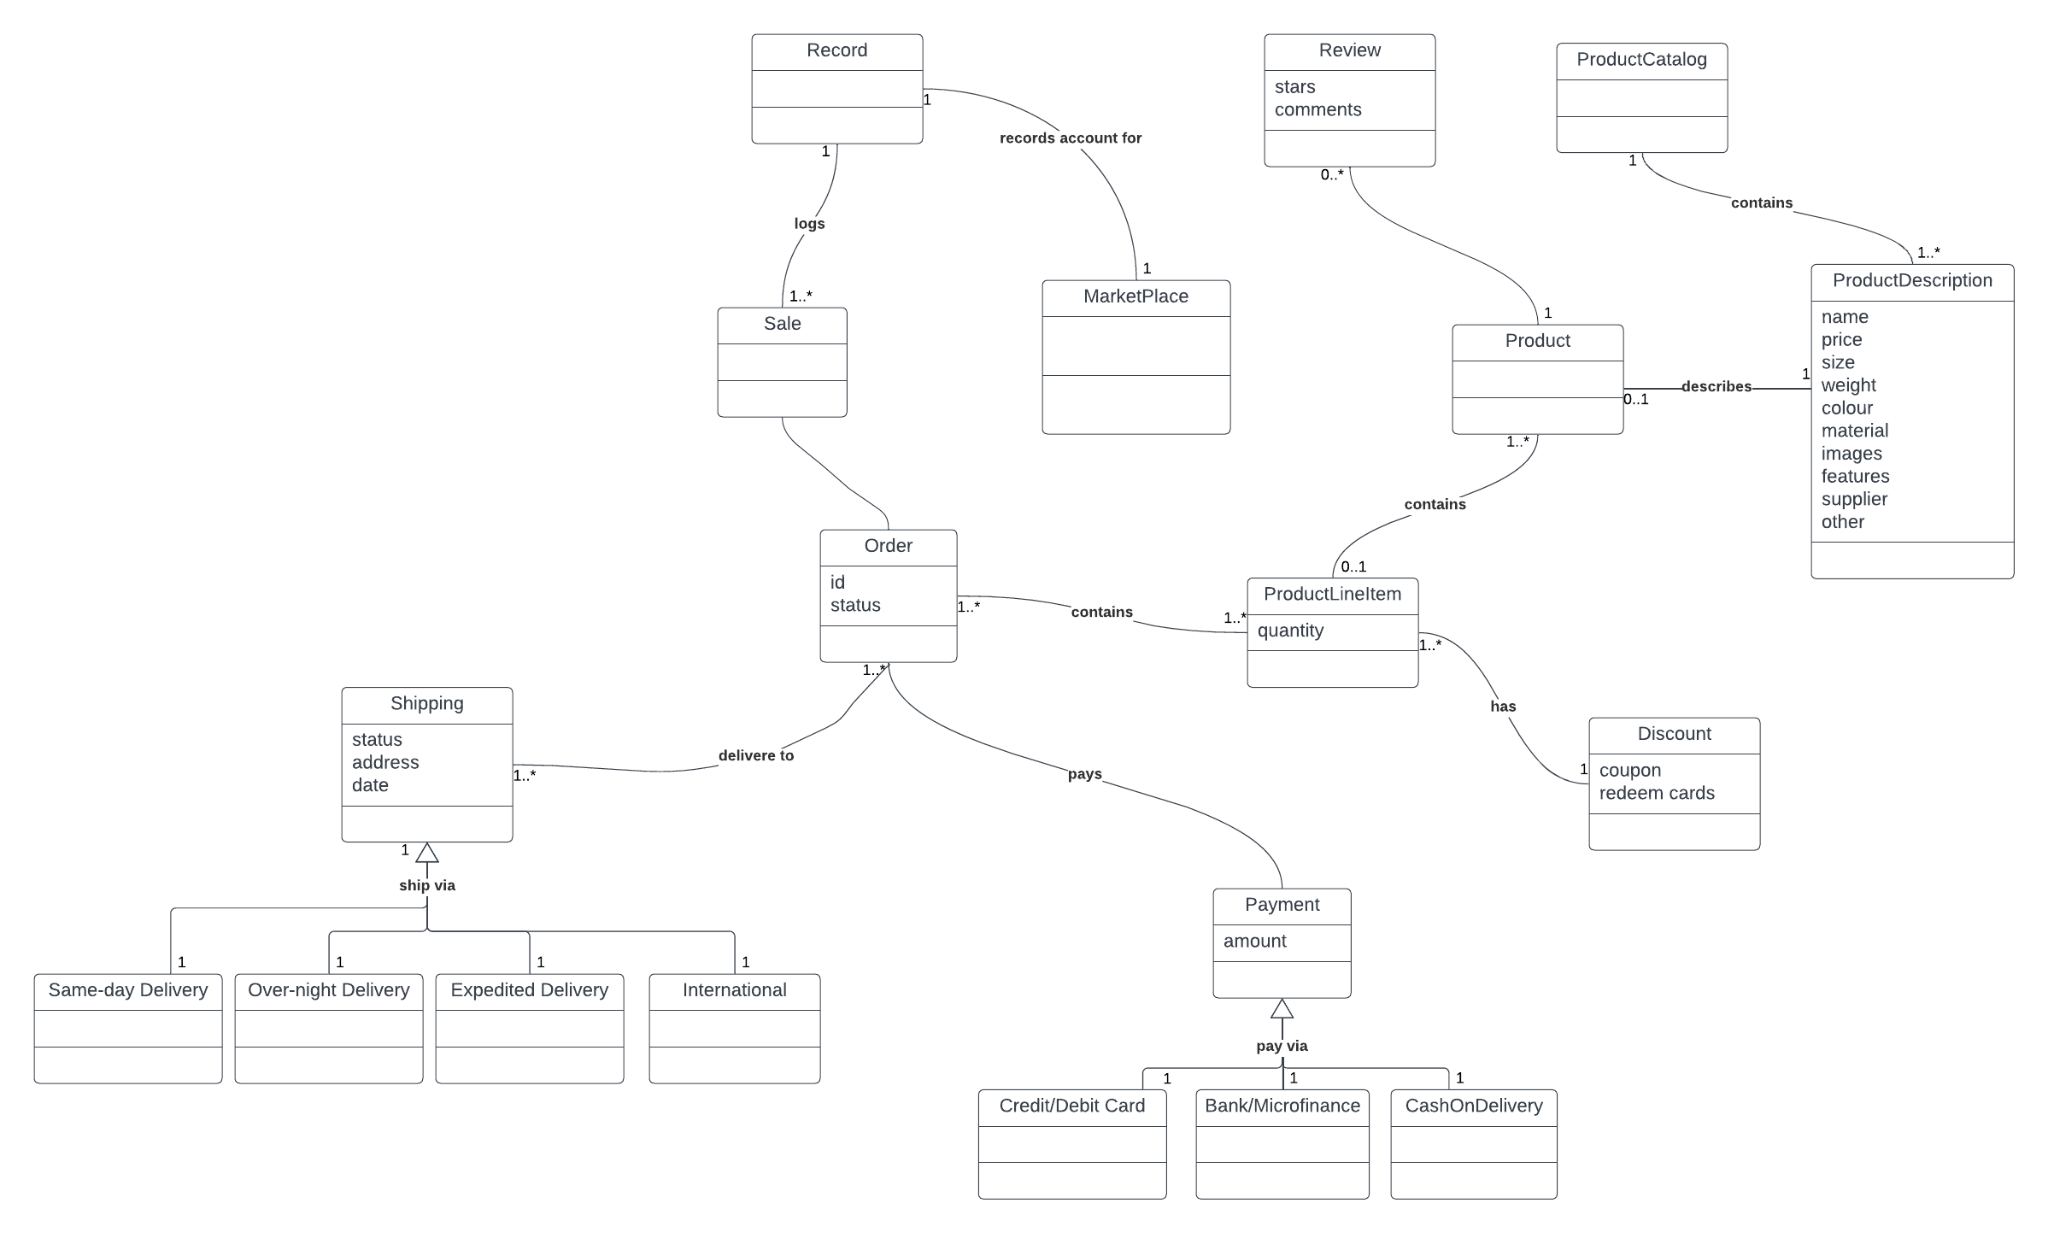 Record
Review
stars
comments
ProductCatalog
1
records account for
1
0..*
1
logs
contains
1..*
1
1..*
MarketPlace
ProductDescription
name
price
size
weight
colour
material
images
features
supplier
other
Sale
1
Product
1
describes
0..1
1..*
contains
0..1
Order
id
status
1..*
contains
1..*
ProductLineItem
quantity
1..*
1..*
has
Shipping
status
address
date
delivere to
1..*
pays
1
Discount
coupon
redeem cards
1
ship via
Payment
amount
1
1
1
1
Same-day Delivery
Over-night Delivery
Expedited Delivery
International
pay via
1
1
1
Credit/Debit Card
Bank/Microfinance
CashOnDelivery